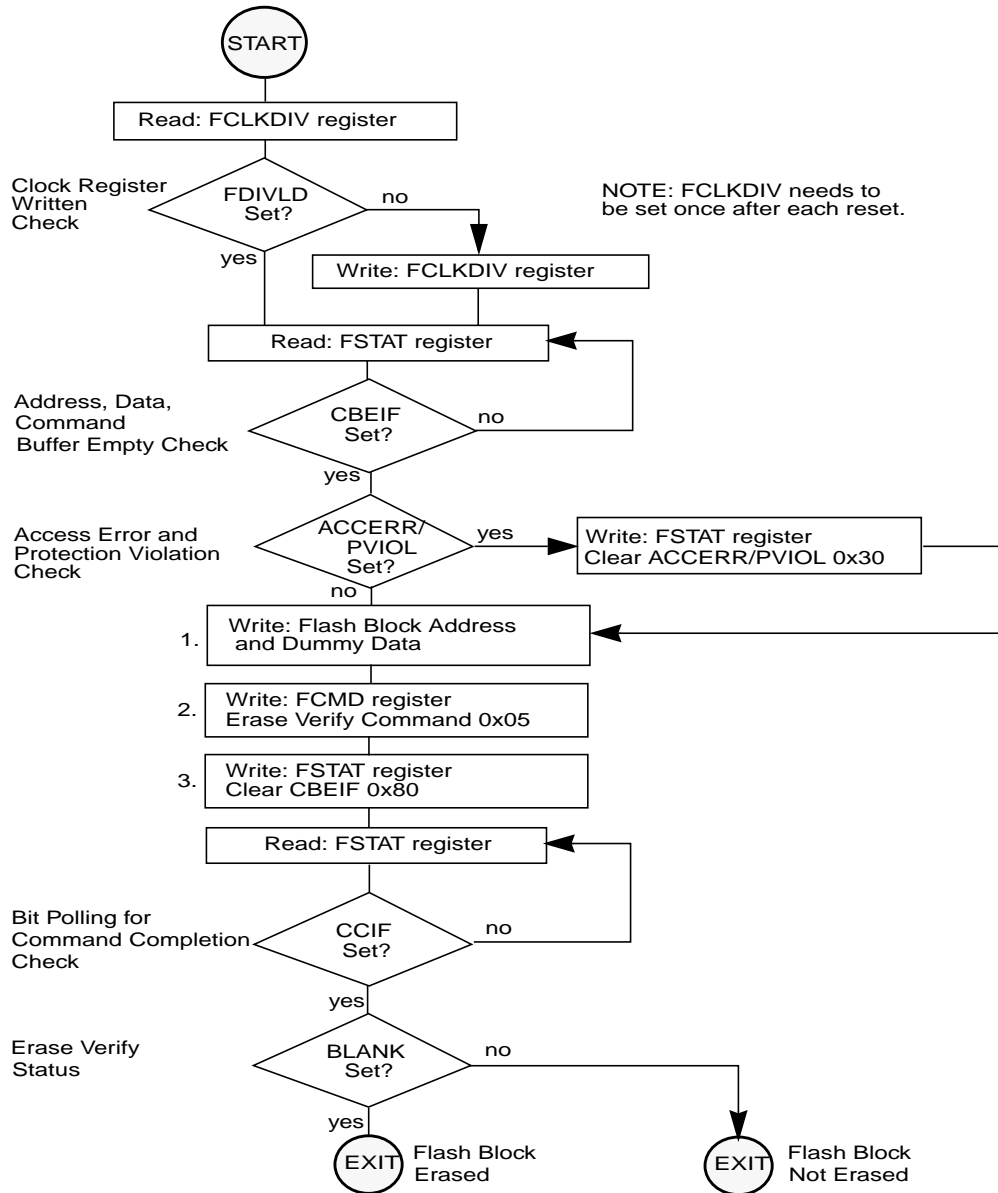 START
Read: FCLKDIV register
Clock Register
Written
Check
FDIVLD
Set?
no
yes
NOTE: FCLKDIV needs to
be set once after each reset.
Write: FCLKDIV register
Read: FSTAT register
Address, Data,
Command
Buffer Empty Check
CBEIF
Set?
no
yes
Access Error and
Protection Violation
Check
ACCERR/
PVIOL
Set?
yes
no
Write: FSTAT register
Clear ACCERR/PVIOL 0x30
1.
Write: Flash Block Address
and Dummy Data
2.
Write: FCMD register
Erase Verify Command 0x05
3.
Write: FSTAT register
Clear CBEIF 0x80
Read: FSTAT register
Bit Polling for
Command Completion
Check
CCIF
Set?
no
yes
Erase Verify
Status
BLANK
Set?
no
yes
EXIT
Flash Block
Erased
EXIT
Flash Block
Not Erased